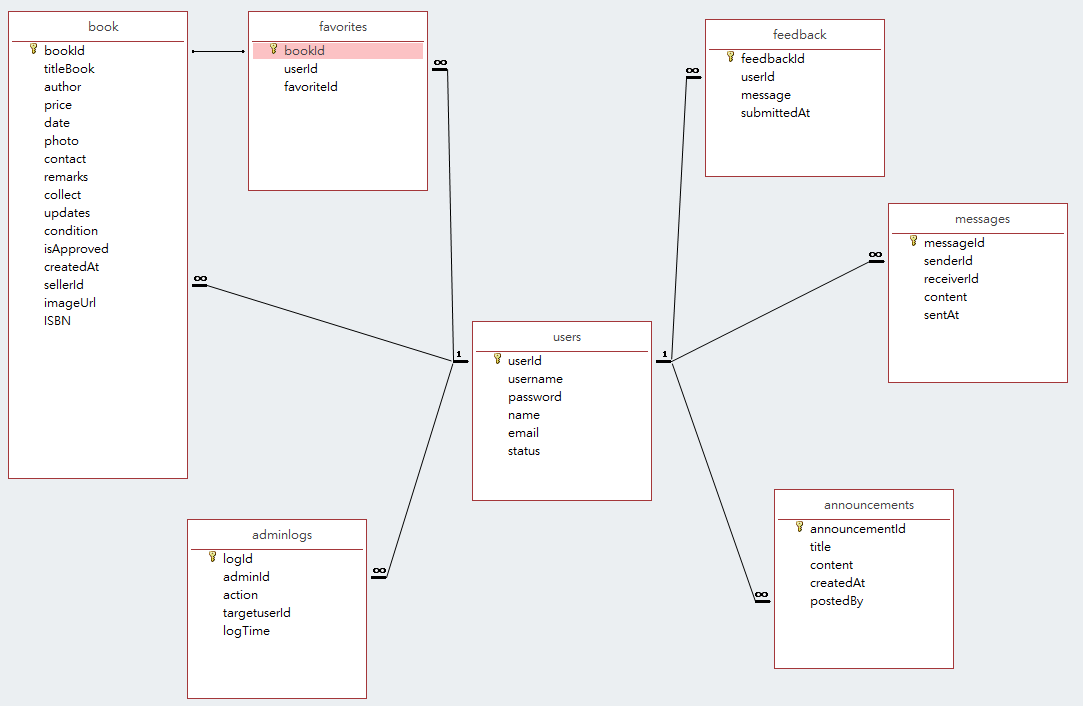 book
bookId
titleBook
author
price
date
photo
contact
remarks
collect
updates
condition
isApproved
createdAt
sellerId
imageUrl
ISBN
favorites
bookId
userId
favoriteId
feedback
feedbackId
userId
message
submittedAt
messages
messageId
senderId
receiverId
content
sentAt
users
userId
username
password
name
email
status
adminlogs
logId
adminId
action
targetuserId
logTime
announcements
announcementId
title
content
createdAt
postedBy
∞
∞
∞
1
1
∞
∞
∞